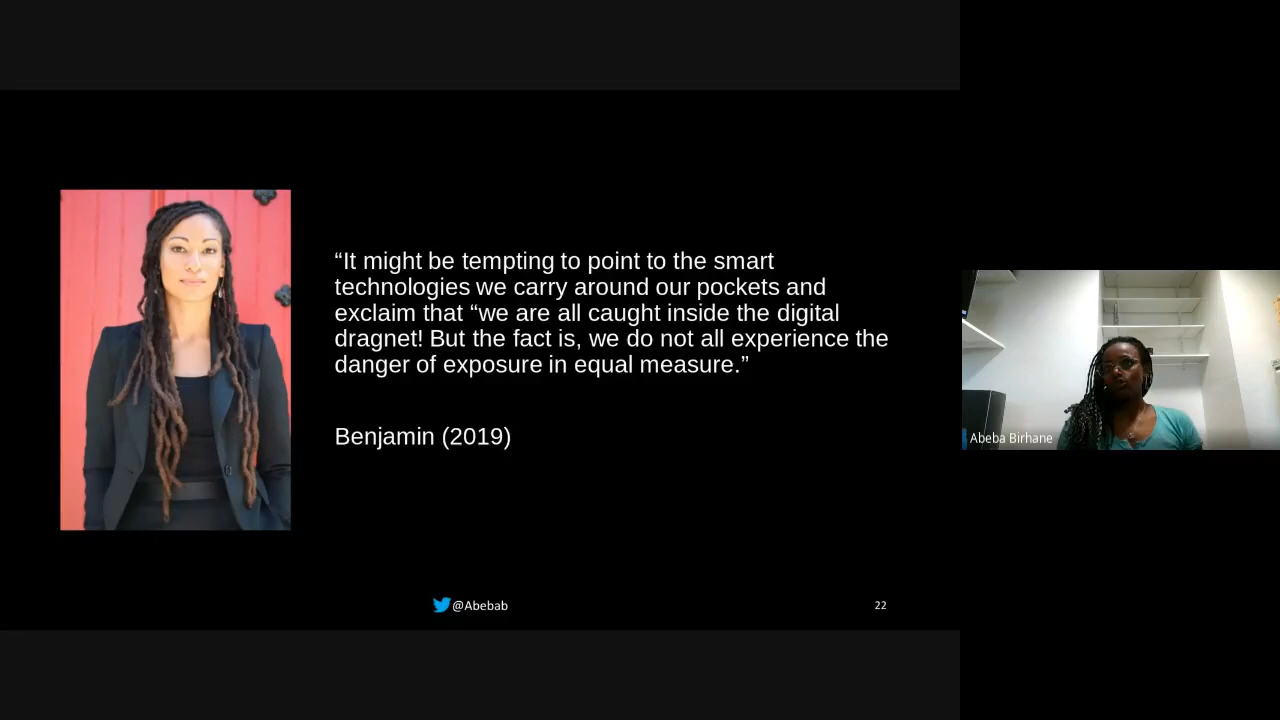 “It might be tempting to point to the smart
technologies we carry around our pockets and
exclaim that “we are all caught inside the digital
dragnet! But the fact is, we do not all experience the
danger of exposure in equal measure.”
Benjamin (2019)
@Abebab
22
Abeba Birhane